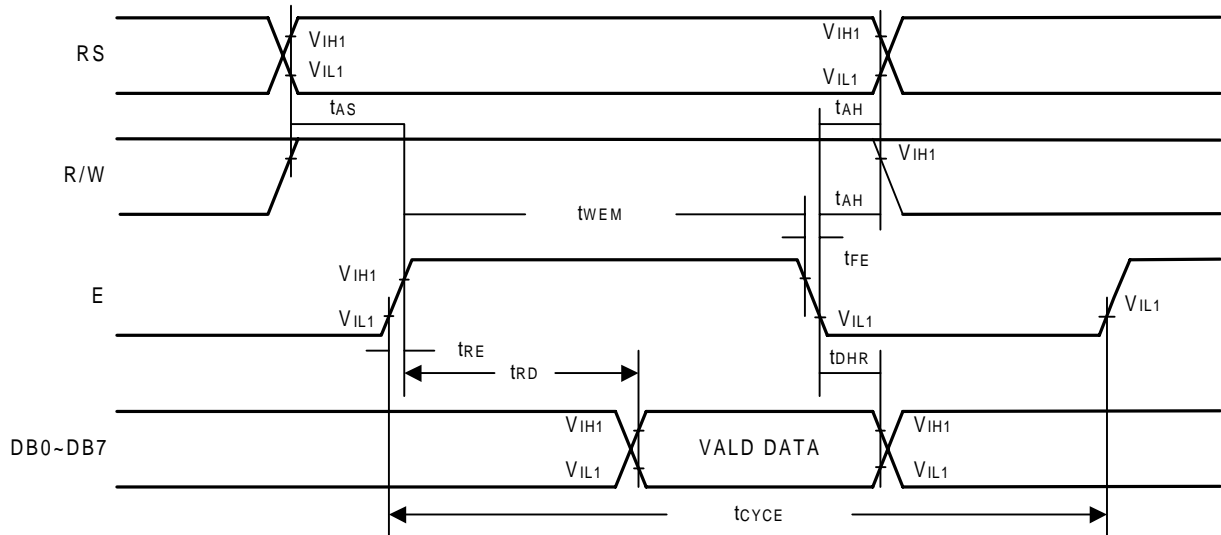 RS
VIH1
VIL1
VIH1
VIL1
tAS
tAH
R/W
VIH1
tWEM
tAH
tFE
E
VIH1
VIL1
VIL1
VIL1
tRE
tRD
tDHR
DB0~DB7
VIH1
VIL1
VALD DATA
VIH1
VIL1
tCYCE